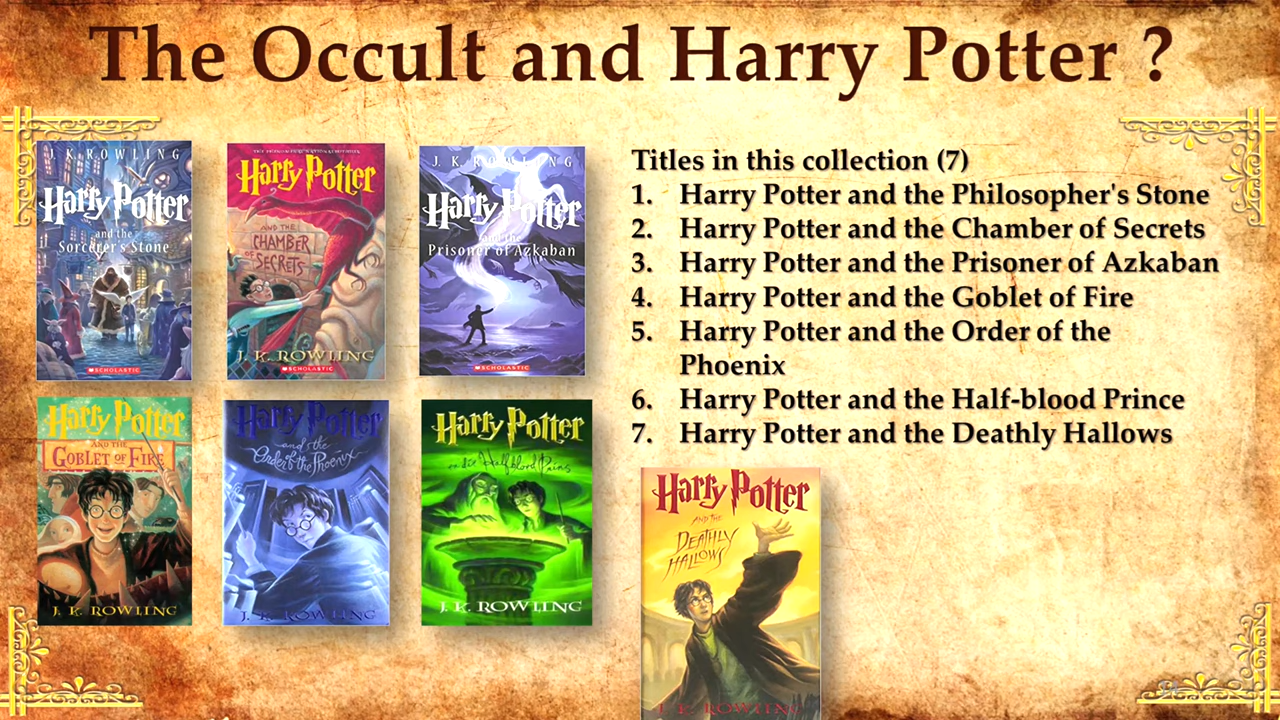 The Occult and Harry Potter ?
J. K. ROWLING
Harry Potter
and the
Sorcerer's Stone
SCHOLASTIC
Harry Potter
AND THE
CHAMBER
OF SECRETS
J. K. ROWLING
SCHOLASTIC
J. K. ROWLING
Harry Potter
and the
Prisoner of Azkaban
SCHOLASTIC
Harry Potter
AND THE
GOBLET OF FIRE
J. K. ROWLING
Harry Potter
and the
Order of the Phoenix
J. K. ROWLING
Harry Potter
J. K. ROWLING
Titles in this collection (7)
1. Harry Potter and the Philosopher's Stone
2. Harry Potter and the Chamber of Secrets
3. Harry Potter and the Prisoner of Azkaban
4. Harry Potter and the Goblet of Fire
5. Harry Potter and the Order of the
Phoenix
6. Harry Potter and the Half-blood Prince
7. Harry Potter and the Deathly Hallows
Harry Potter
AND THE
DEATHLY
HALLOWS
J. K. ROWLING